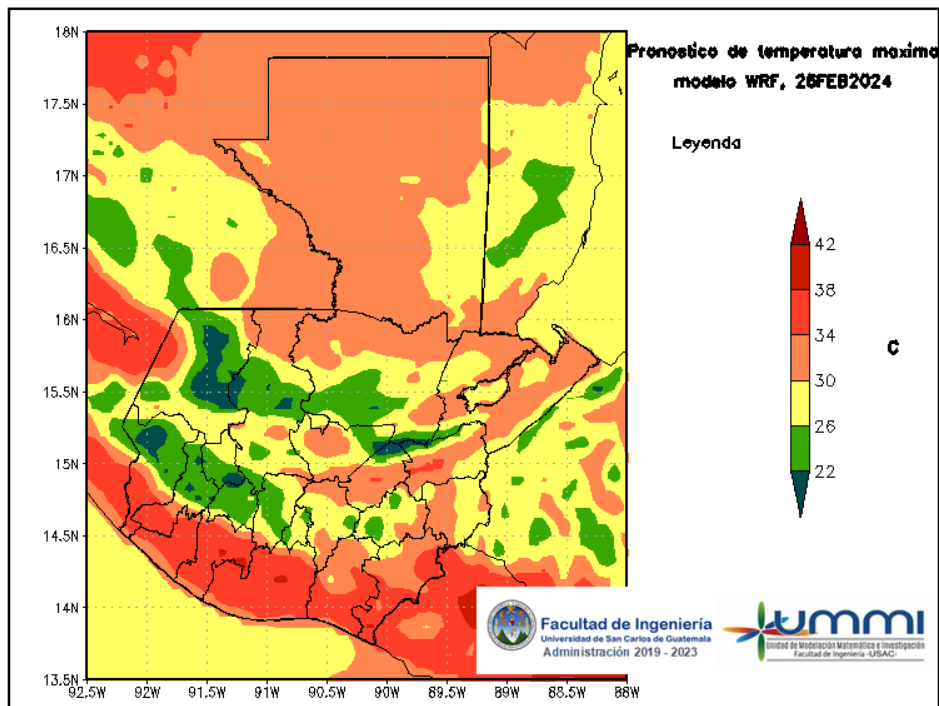 Pronostico de temperatura maxima
modelo WRF, 26FEB2024
Leyenda
42
38
34
30
26
22
C
18N
17.5N
17N
16.5N
16N
15.5N
15N
14.5N
14N
13.5N
92.5W
92W
91.5W
91W
90.5W
90W
89.5W
89W
88.5W
88W
Facultad de Ingeniería
Universidad de San Carlos de Guatemala
Administración 2019 - 2023
UMMI
Unidad de Modelación Matemática e Investigación
Facultad de Ingeniería -USAC-